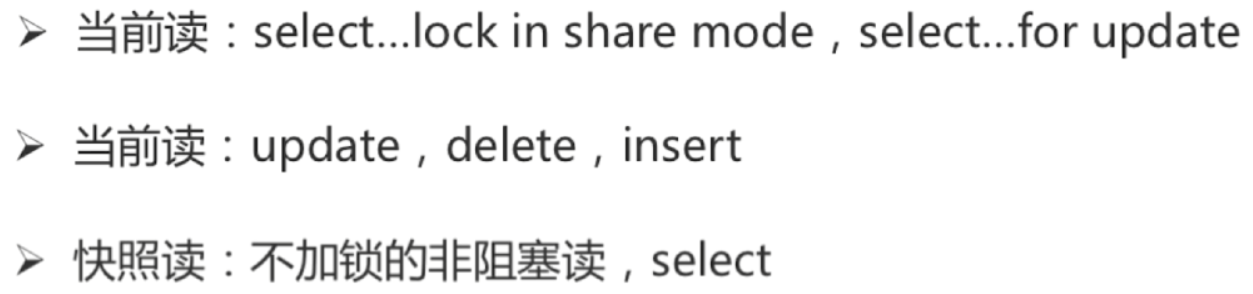 ➢ 当前读：select...lock in share mode，select...for update
➢ 当前读：update，delete，insert
➢ 快照读：不加锁的非阻塞读，select